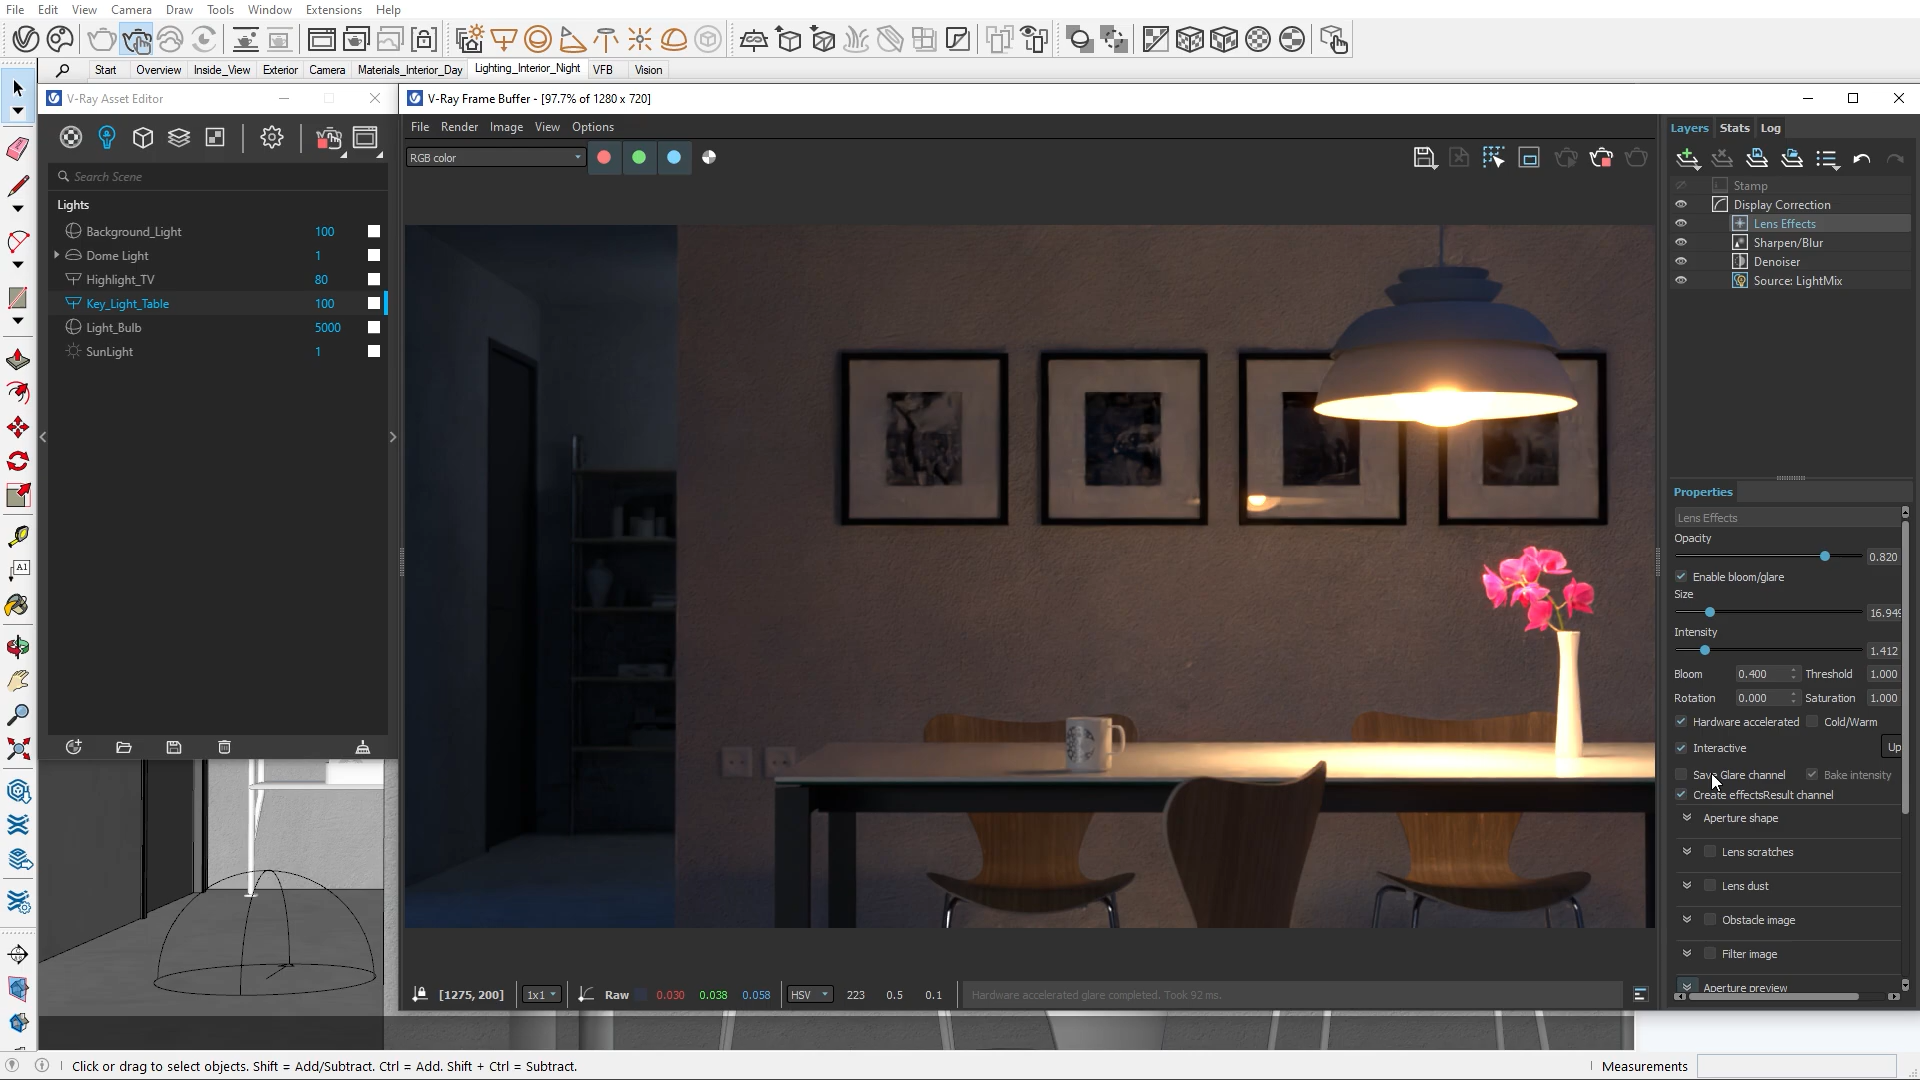 File Edit View Camera Draw Tools Window Extensions Help
Start Overview Inside_View Exterior Camera Materials_Interior_Day Lighting_Interior_Night VFB Vision
V-Ray Asset Editor
V-Ray Frame Buffer - [97.7% of 1280 x 720]
File Render Image View Options
RGB color
Search Scene
Lights
Background_Light 100
Dome Light 1
Highlight_TV 80
Key_Light_Table 100
Light_Bulb 5000
SunLight 1
A1
Layers Stats Log
Stamp
Display Correction
Lens Effects
Sharpen/Blur
Denoiser
Source: LightMix
Properties
Lens Effects
Opacity
0.820
Enable bloom/glare
Size
16.949
Intensity
1.412
Bloom 0.400 Threshold 1.000
Rotation 0.000 Saturation 1.000
Hardware accelerated Cold/Warm
Interactive Up
Save Glare channel Bake intensity
Create effectsResult channel
Aperture shape
Lens scratches
Lens dust
Obstacle image
Filter image
Aperture preview
[1275, 200] 1x1 Raw 0.030 0.038 0.058 HSV 223 0.5 0.1 Hardware accelerated glare completed. Took 92 ms.
Click or drag to select objects. Shift = Add/Subtract. Ctrl = Add. Shift + Ctrl = Subtract.
Measurements